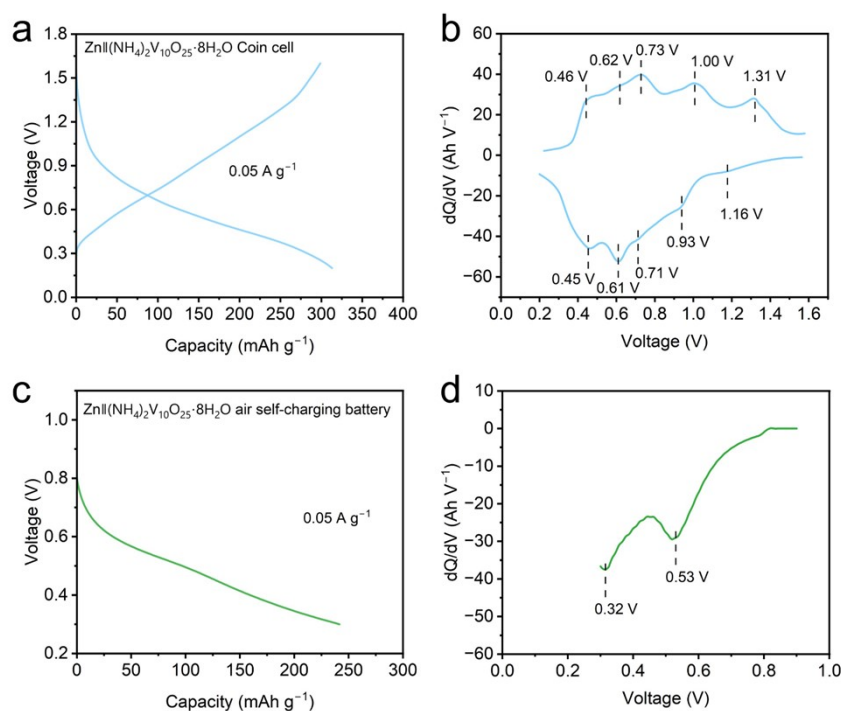 a
Zn‖(NH₄)₂V₁₀O₂₅·8H₂O Coin cell
0.05 A g⁻¹
Voltage (V)
1.8
1.5
1.2
0.9
0.6
0.3
0.0
0 50 100 150 200 250 300 350 400
Capacity (mAh g⁻¹)
b
0.46 V
0.62 V
0.73 V
1.00 V
1.31 V
0.45 V
0.61 V
0.71 V
0.93 V
1.16 V
dQ/dV (Ah V⁻¹)
60
40
20
0
−20
−40
−60
0.0 0.2 0.4 0.6 0.8 1.0 1.2 1.4 1.6
Voltage (V)
c
Zn‖(NH₄)₂V₁₀O₂₅·8H₂O air self-charging battery
0.05 A g⁻¹
Voltage (V)
1.0
0.8
0.6
0.4
0.2
0 50 100 150 200 250 300
Capacity (mAh g⁻¹)
d
0.32 V
0.53 V
dQ/dV (Ah V⁻¹)
10
0
−10
−20
−30
−40
−50
−60
0.0 0.2 0.4 0.6 0.8 1.0
Voltage (V)